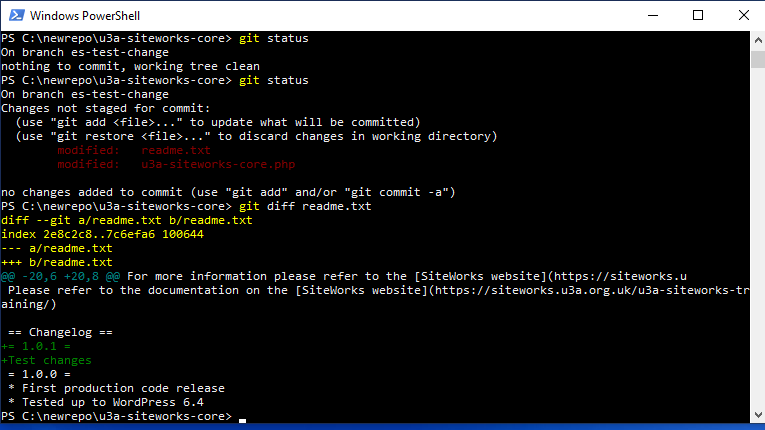 Windows PowerShell
PS C:\newrepo\u3a-siteworks-core> git status
On branch es-test-change
nothing to commit, working tree clean
PS C:\newrepo\u3a-siteworks-core> git status
On branch es-test-change
Changes not staged for commit:
  (use "git add <file>..." to update what will be committed)
  (use "git restore <file>..." to discard changes in working directory)
        modified:   readme.txt
        modified:   u3a-siteworks-core.php

no changes added to commit (use "git add" and/or "git commit -a")
PS C:\newrepo\u3a-siteworks-core> git diff readme.txt
diff --git a/readme.txt b/readme.txt
index 2e8c2c8..7c6efa6 100644
--- a/readme.txt
+++ b/readme.txt
@@ -20,6 +20,8 @@ For more information please refer to the [SiteWorks website](https://siteworks.u
 Please refer to the documentation on the [SiteWorks website](https://siteworks.u3a.org.uk/u3a-siteworks-tr
aining/)

 == Changelog ==
+= 1.0.1 =
+Test changes
 = 1.0.0 =
 * First production code release
 * Tested up to WordPress 6.4
PS C:\newrepo\u3a-siteworks-core>